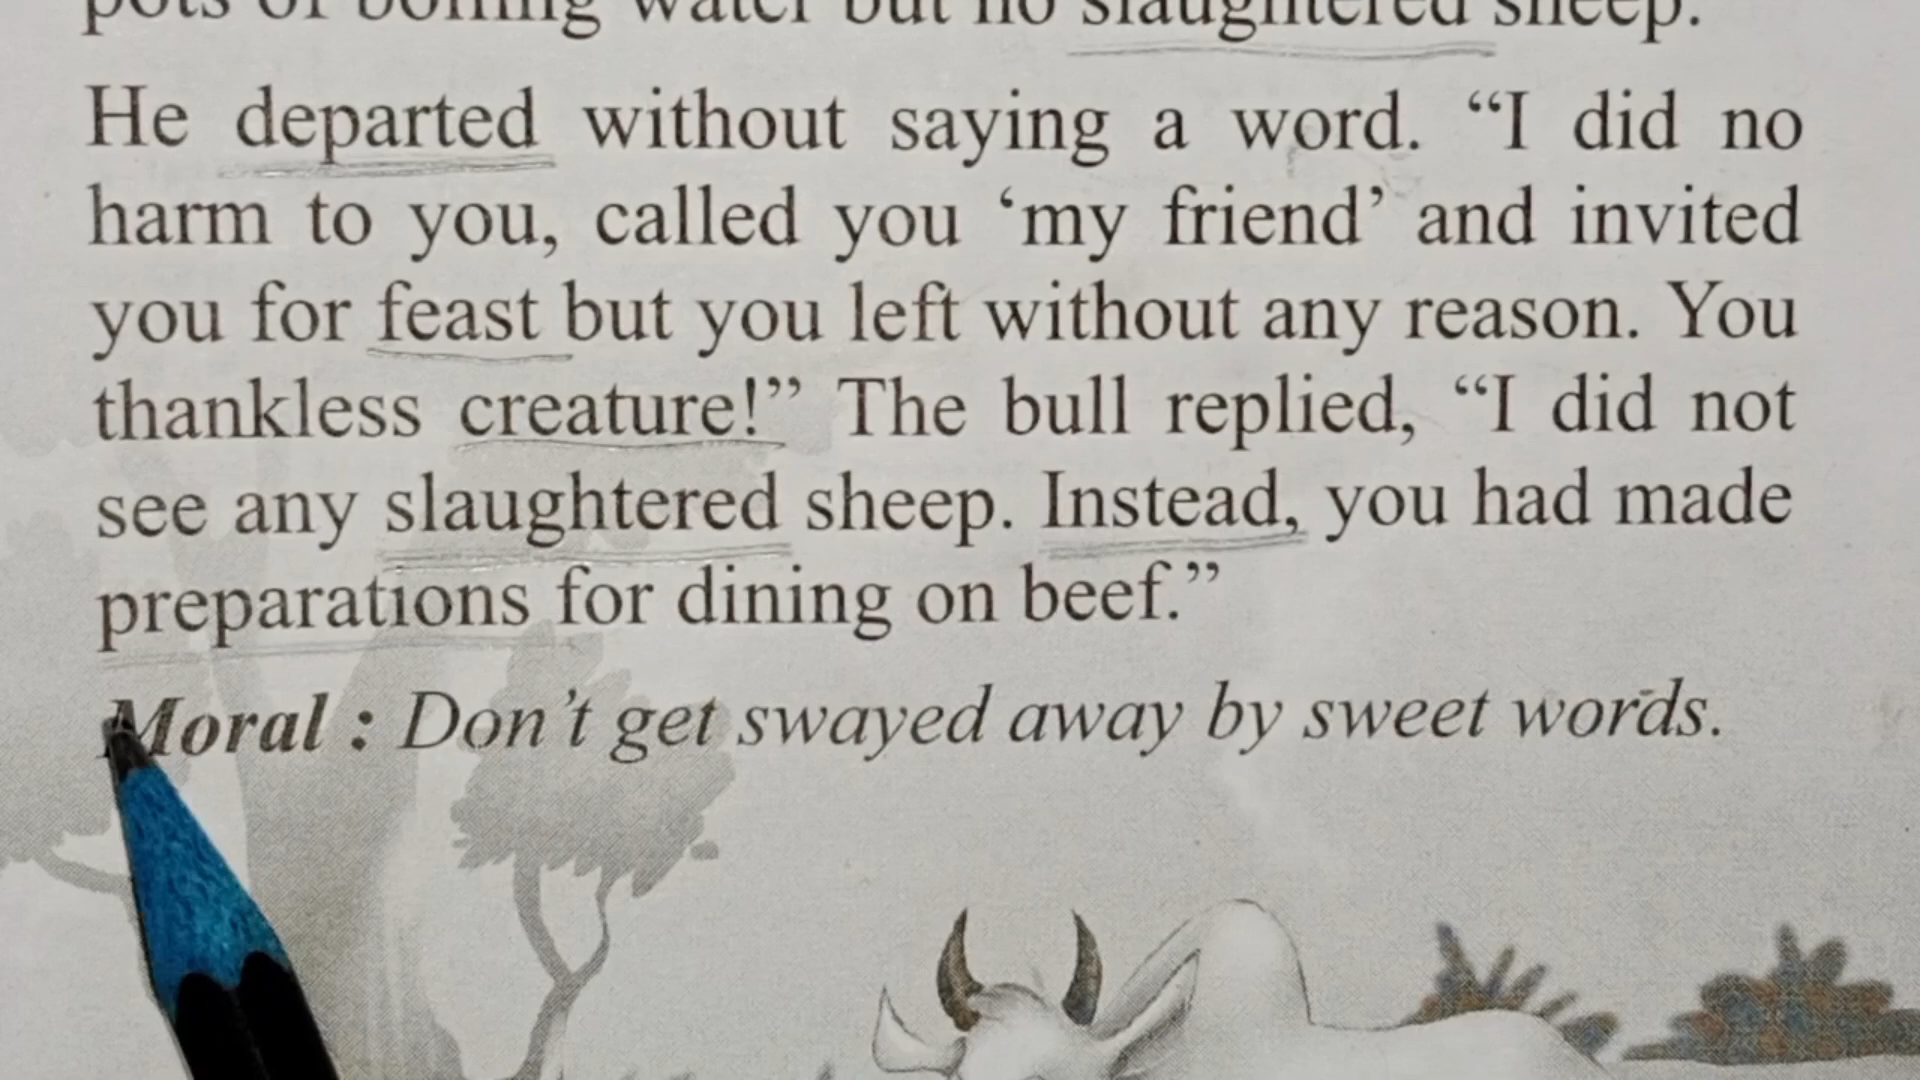 pots of boiling water but no slaughtered sheep.
He departed without saying a word. “I did no
harm to you, called you ‘my friend’ and invited
you for feast but you left without any reason. You
thankless creature!” The bull replied, “I did not
see any slaughtered sheep. Instead, you had made
preparations for dining on beef.”
Moral : Don’t get swayed away by sweet words.